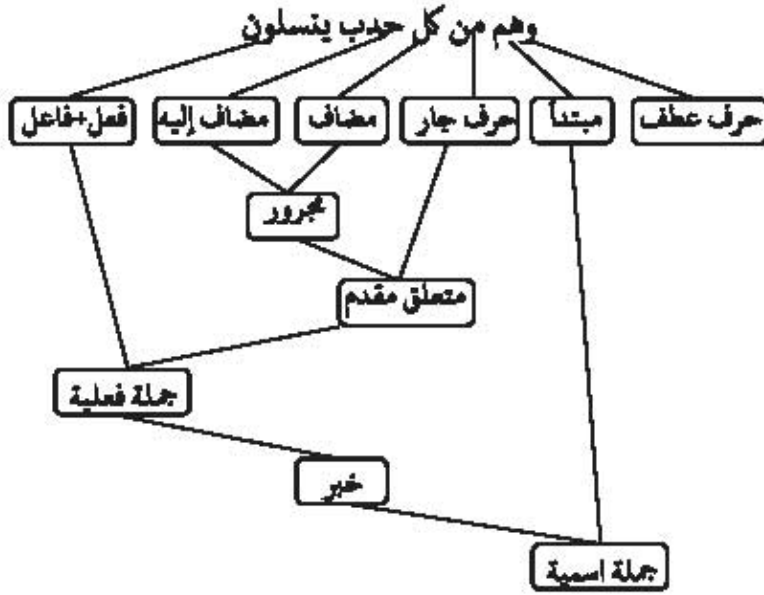 وهم من كل حدب ينسلون
حرف عطف
مبتدأ
حرف جار
مضاف
مضاف إليه
فعل+فاعل
مجرور
متعلق مقدم
جملة فعلية
خبر
جملة اسمية